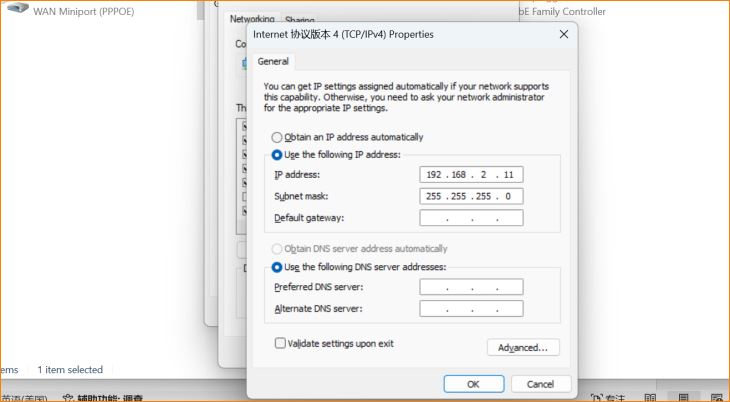 WAN Miniport (PPPOE)
bE Family Controller
Networking Sharing
Internet 协议版本 4 (TCP/IPv4) Properties
General
You can get IP settings assigned automatically if your network supports
this capability. Otherwise, you need to ask your network administrator
for the appropriate IP settings.
Obtain an IP address automatically
Use the following IP address:
IP address: 192 . 168 . 2 . 11
Subnet mask: 255 . 255 . 255 . 0
Default gateway: . . .
Obtain DNS server address automatically
Use the following DNS server addresses:
Preferred DNS server: . . .
Alternate DNS server: . . .
Validate settings upon exit
Advanced...
OK Cancel
ems 1 item selected
英语(美国) 辅助功能: 调查 专注